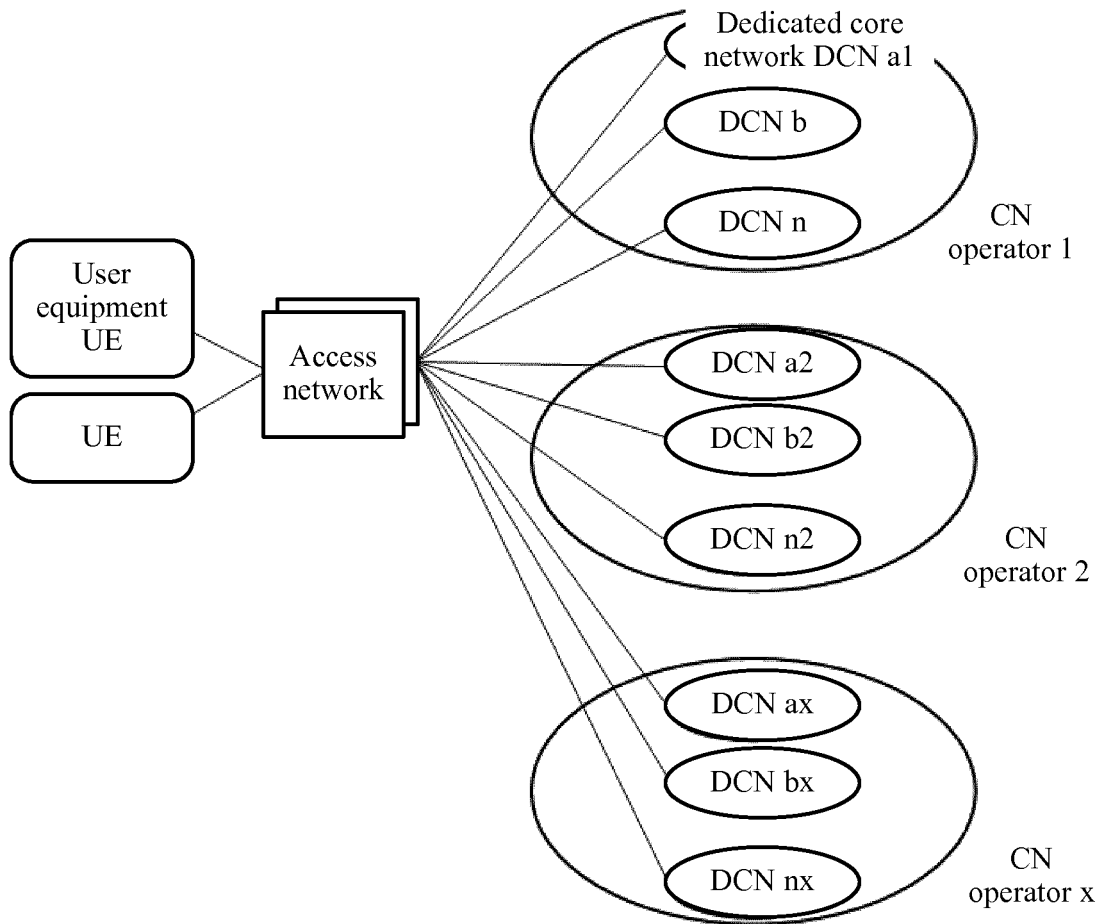 Dedicated core
network DCN a1
DCN b
DCN n
CN
operator 1
User
equipment
UE
UE
Access
network
DCN a2
DCN b2
DCN n2
CN
operator 2
DCN ax
DCN bx
DCN nx
CN
operator x